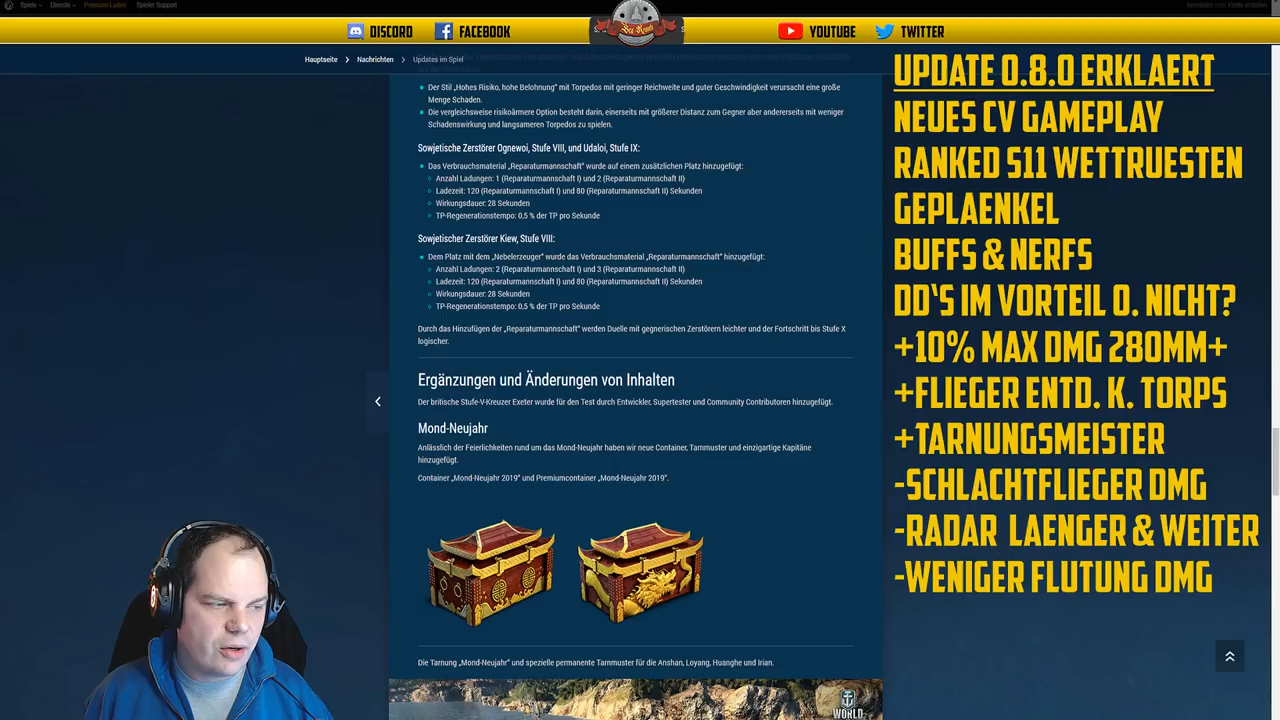 Spiele
Dienste
Premium-Laden
Spieler Support
Anmelden oder Konto erstellen
DISCORD
FACEBOOK
YOUTUBE
TWITTER
Hauptseite
Nachrichten
Updates im Spiel
Der Stil „Hohes Risiko, hohe Belohnung" mit Torpedos mit geringer Reichweite und guter Geschwindigkeit verursacht eine große
Menge Schaden.
Die vergleichsweise risikoärmere Option besteht darin, einerseits mit größerer Distanz zum Gegner aber andererseits mit weniger
Schadenswirkung und langsameren Torpedos zu spielen.
Sowjetische Zerstörer Ognewoi, Stufe VIII, und Udaloi, Stufe IX:
Das Verbrauchsmaterial „Reparaturmannschaft" wurde auf einem zusätzlichen Platz hinzugefügt:
Anzahl Ladungen: 1 (Reparaturmannschaft I) und 2 (Reparaturmannschaft II)
Ladezeit: 120 (Reparaturmannschaft I) und 80 (Reparaturmannschaft II) Sekunden
Wirkungsdauer: 28 Sekunden
TP-Regenerationstempo: 0,5 % der TP pro Sekunde
Sowjetischer Zerstörer Kiew, Stufe VIII:
Dem Platz mit dem „Nebelerzeuger" wurde das Verbrauchsmaterial „Reparaturmannschaft" hinzugefügt:
Anzahl Ladungen: 2 (Reparaturmannschaft I) und 3 (Reparaturmannschaft II)
Ladezeit: 120 (Reparaturmannschaft I) und 80 (Reparaturmannschaft II) Sekunden
Wirkungsdauer: 28 Sekunden
TP-Regenerationstempo: 0,5 % der TP pro Sekunde
Durch das Hinzufügen der „Reparaturmannschaft" werden Duelle mit gegnerischen Zerstörern leichter und der Fortschritt bis Stufe X
logischer.
Ergänzungen und Änderungen von Inhalten
Der britische Stufe-V-Kreuzer Exeter wurde für den Test durch Entwickler, Supertester und Community Contributoren hinzugefügt.
Mond-Neujahr
Anlässlich der Feierlichkeiten rund um das Mond-Neujahr haben wir neue Container, Tarnmuster und einzigartige Kapitäne
hinzugefügt.
Container „Mond-Neujahr 2019" und Premiumcontainer „Mond-Neujahr 2019".
Die Tarnung „Mond-Neujahr" und spezielle permanente Tarnmuster für die Anshan, Loyang, Huanghe und Irian.
WORLD
UPDATE 0.8.0 ERKLAERT
NEUES CV GAMEPLAY
RANKED S11 WETTRUESTEN
GEPLAENKEL
BUFFS & NERFS
DD'S IM VORTEIL O. NICHT?
+10% MAX DMG 280MM+
+FLIEGER ENTD. K. TORPS
+TARNUNGSMEISTER
-SCHLACHTFLIEGER DMG
-RADAR LAENGER & WEITER
-WENIGER FLUTUNG DMG